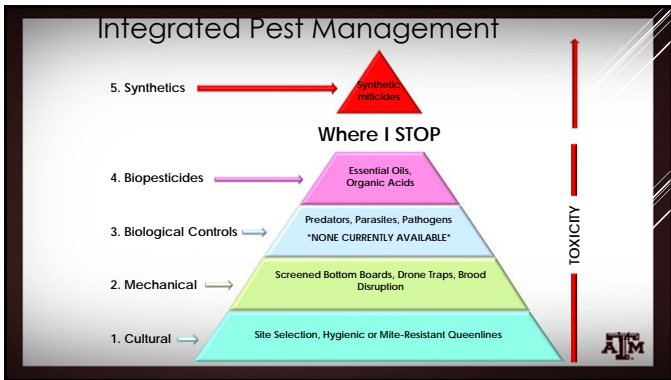 Integrated Pest Management
5. Synthetics
Synthetic
miticides
Where I STOP
4. Biopesticides
Essential Oils,
Organic Acids
3. Biological Controls
Predators, Parasites, Pathogens
*NONE CURRENTLY AVAILABLE*
2. Mechanical
Screened Bottom Boards, Drone Traps, Brood
Disruption
1. Cultural
Site Selection, Hygienic or Mite-Resistant Queenlines
TOXICITY
14
ATM